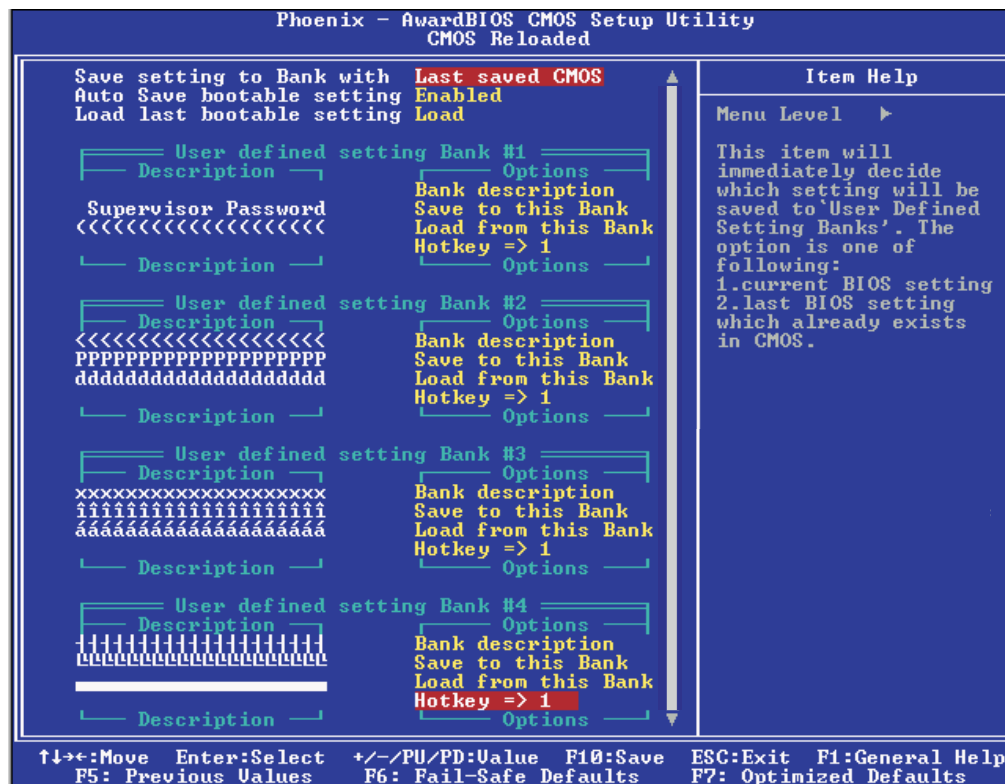 Phoenix - AwardBIOS CMOS Setup Utility
CMOS Reloaded
Save setting to Bank with Last saved CMOS
Auto Save bootable setting Enabled
Load last bootable setting Load
User defined setting Bank #1
Description Options
Bank description
Supervisor Password Save to this Bank
<<<<<<<<<<<<<<<<<<<< Load from this Bank
Hotkey => 1
Description Options
User defined setting Bank #2
Description Options
<<<<<<<<<<<<<<<<<<<< Bank description
PPPPPPPPPPPPPPPPPPPP Save to this Bank
dddddddddddddddddddd Load from this Bank
Hotkey => 1
Description Options
User defined setting Bank #3
Description Options
xxxxxxxxxxxxxxxxxxxx Bank description
îîîîîîîîîîîîîîîîîîîî Save to this Bank
áááááááááááááááááááá Load from this Bank
Hotkey => 1
Description Options
User defined setting Bank #4
Description Options
Bank description
Save to this Bank
Load from this Bank
Hotkey => 1
Description Options
Item Help
Menu Level ▶
This item will
immediately decide
which setting will be
saved to`User Defined
Setting Banks'. The
option is one of
following:
1.current BIOS setting
2.last BIOS setting
which already exists
in CMOS.
↑↓→←:Move Enter:Select +/-/PU/PD:Value F10:Save ESC:Exit F1:General Help
F5: Previous Values F6: Fail-Safe Defaults F7: Optimized Defaults